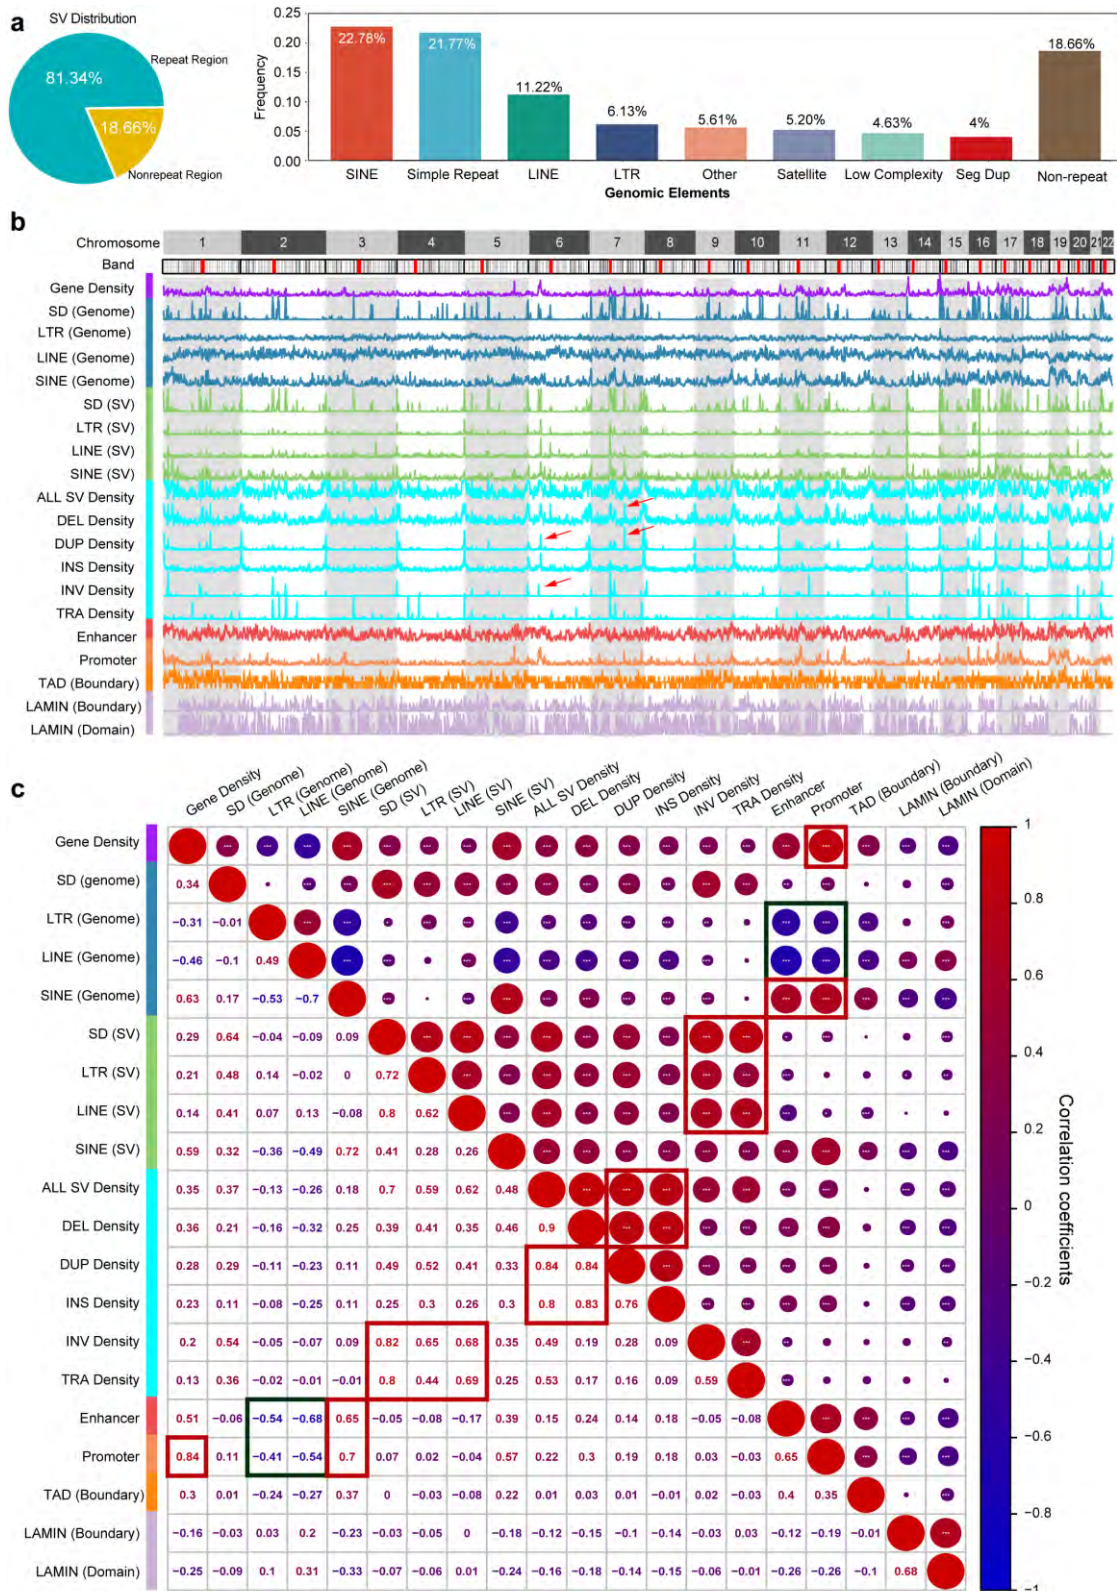 a
SV Distribution
81.34%
Repeat Region
18.66%
Nonrepeat Region
Frequency
0.25
0.20
0.15
0.10
0.05
0.00
22.78%
21.77%
11.22%
6.13%
5.61%
5.20%
4.63%
4%
18.66%
SINE Simple Repeat LINE LTR Other Satellite Low Complexity Seg Dup Non-repeat
Genomic Elements
b
Chromosome 1 2 3 4 5 6 7 8 9 10 11 12 13 14 15 16 17 18 19 20 21 22
Band
Gene Density
SD (Genome)
LTR (Genome)
LINE (Genome)
SINE (Genome)
SD (SV)
LTR (SV)
LINE (SV)
SINE (SV)
ALL SV Density
DEL Density
DUP Density
INS Density
INV Density
TRA Density
Enhancer
Promoter
TAD (Boundary)
LAMIN (Boundary)
LAMIN (Domain)
c
Gene Density SD (Genome) LTR (Genome) LINE (Genome) SINE (Genome) SD (SV) LTR (SV) LINE (SV) SINE (SV) ALL SV Density DEL Density DUP Density INS Density INV Density TRA Density Enhancer Promoter TAD (Boundary) LAMIN (Boundary) LAMIN (Domain)
Gene Density
SD (genome) 0.34
LTR (Genome) −0.31 −0.01
LINE (Genome) −0.46 −0.1 0.49
SINE (Genome) 0.63 0.17 −0.53 −0.7
SD (SV) 0.29 0.64 −0.04 −0.09 0.09
LTR (SV) 0.21 0.48 0.14 −0.02 0 0.72
LINE (SV) 0.14 0.41 0.07 0.13 −0.08 0.8 0.62
SINE (SV) 0.59 0.32 −0.36 −0.49 0.72 0.41 0.28 0.26
ALL SV Density 0.35 0.37 −0.13 −0.26 0.18 0.7 0.59 0.62 0.48
DEL Density 0.36 0.21 −0.16 −0.32 0.25 0.39 0.41 0.35 0.46 0.9
DUP Density 0.28 0.29 −0.11 −0.23 0.11 0.49 0.52 0.41 0.33 0.84 0.84
INS Density 0.23 0.11 −0.08 −0.25 0.11 0.25 0.3 0.26 0.3 0.8 0.83 0.76
INV Density 0.2 0.54 −0.05 −0.07 0.09 0.82 0.65 0.68 0.35 0.49 0.19 0.28 0.09
TRA Density 0.13 0.36 −0.02 −0.01 −0.01 0.8 0.44 0.69 0.25 0.53 0.17 0.16 0.09 0.59
Enhancer 0.51 −0.06 −0.54 −0.68 0.65 −0.05 −0.08 −0.17 0.39 0.15 0.24 0.14 0.18 −0.05 −0.08
Promoter 0.84 0.11 −0.41 −0.54 0.7 0.07 0.02 −0.04 0.57 0.22 0.3 0.19 0.18 0.03 −0.03 0.65
TAD (Boundary) 0.3 0.01 −0.24 −0.27 0.37 0 −0.03 −0.08 0.22 0.01 0.03 0.01 −0.01 0.02 −0.03 0.4 0.35
LAMIN (Boundary) −0.16 −0.03 0.03 0.2 −0.23 −0.03 −0.05 0 −0.18 −0.12 −0.15 −0.1 −0.14 −0.03 0.03 −0.12 −0.19 −0.01
LAMIN (Domain) −0.25 −0.09 0.1 0.31 −0.33 −0.07 −0.06 0.01 −0.24 −0.16 −0.18 −0.14 −0.15 −0.06 −0.01 −0.26 −0.26 −0.1 0.68
1
0.8
0.6
0.4
0.2
0
−0.2
−0.4
−0.6
−0.8
−1
Correlation coefficients